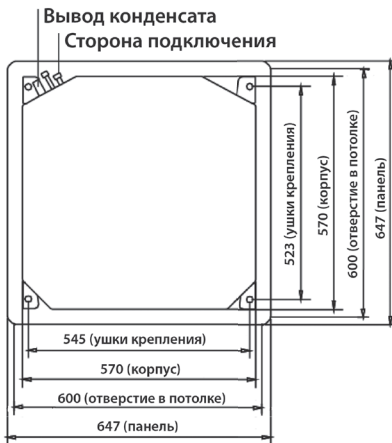 Вывод конденсата
Сторона подключения
523 (ушки крепления)
570 (корпус)
600 (отверстие в потолке)
647 (панель)
545 (ушки крепления)
570 (корпус)
600 (отверстие в потолке)
647 (панель)